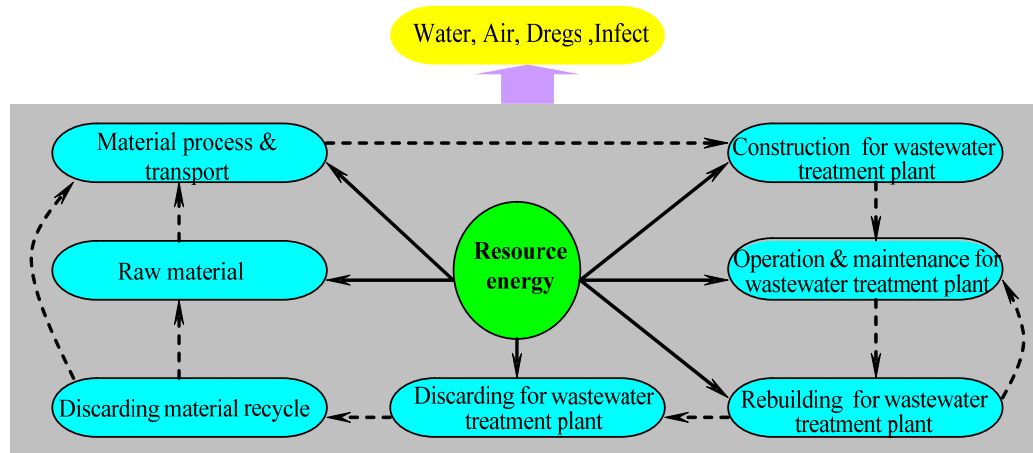 Water, Air, Dregs ,Infect
Material process &
transport
Construction for wastewater
treatment plant
Resource
energy
Raw material
Operation & maintenance for
wastewater treatment plant
Discarding material recycle
Discarding for wastewater
treatment plant
Rebuilding for wastewater
treatment plant